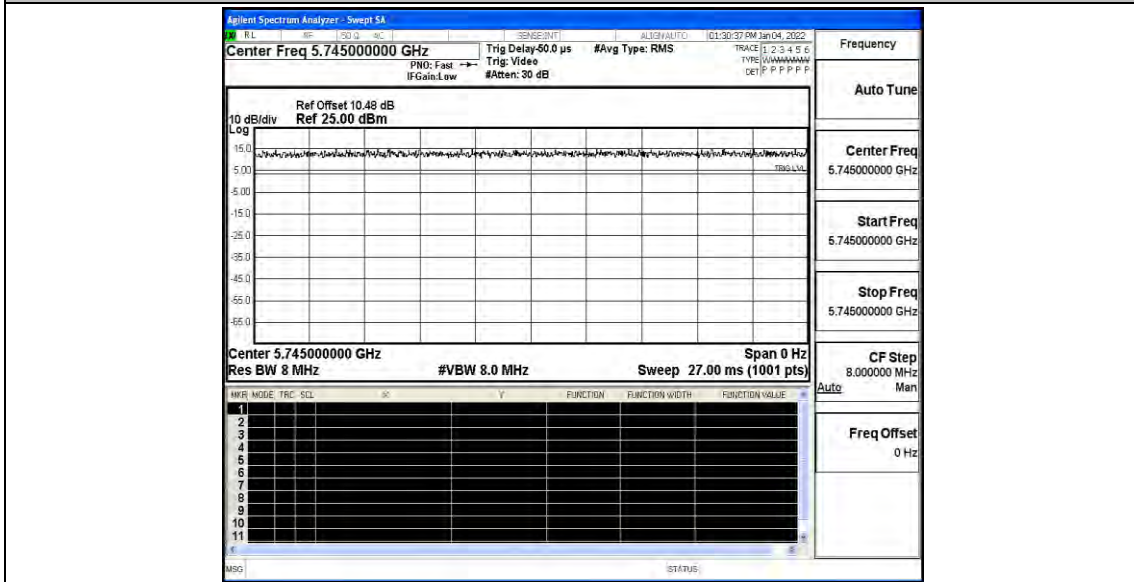 Agilent Spectrum Analyzer - Swept SA
RL RF 50 Ω AC SENSE:INT ALIGNAUTO 01:30:37 PM Jan 04, 2022
Center Freq 5.745000000 GHz
Trig Delay-50.0 µs #Avg Type: RMS
TRACE 1 2 3 4 5 6
PNO: Fast Trig: Video
TYPE WWWWWW
IFGain:Low #Atten: 30 dB
DET P P P P P P
Ref Offset 10.48 dB
10 dB/div Ref 25.00 dBm
Log
15.0
5.00
TRIG LVL
-5.00
-15.0
-25.0
-35.0
-45.0
-55.0
-65.0
Center 5.745000000 GHz Span 0 Hz
Res BW 8 MHz #VBW 8.0 MHz Sweep 27.00 ms (1001 pts)
MKR MODE TRC SCL X Y FUNCTION FUNCTION WIDTH FUNCTION VALUE
1
2
3
4
5
6
7
8
9
10
11
MSG STATUS
Frequency
Auto Tune
Center Freq
5.745000000 GHz
Start Freq
5.745000000 GHz
Stop Freq
5.745000000 GHz
CF Step
8.000000 MHz
Auto Man
Freq Offset
0 Hz